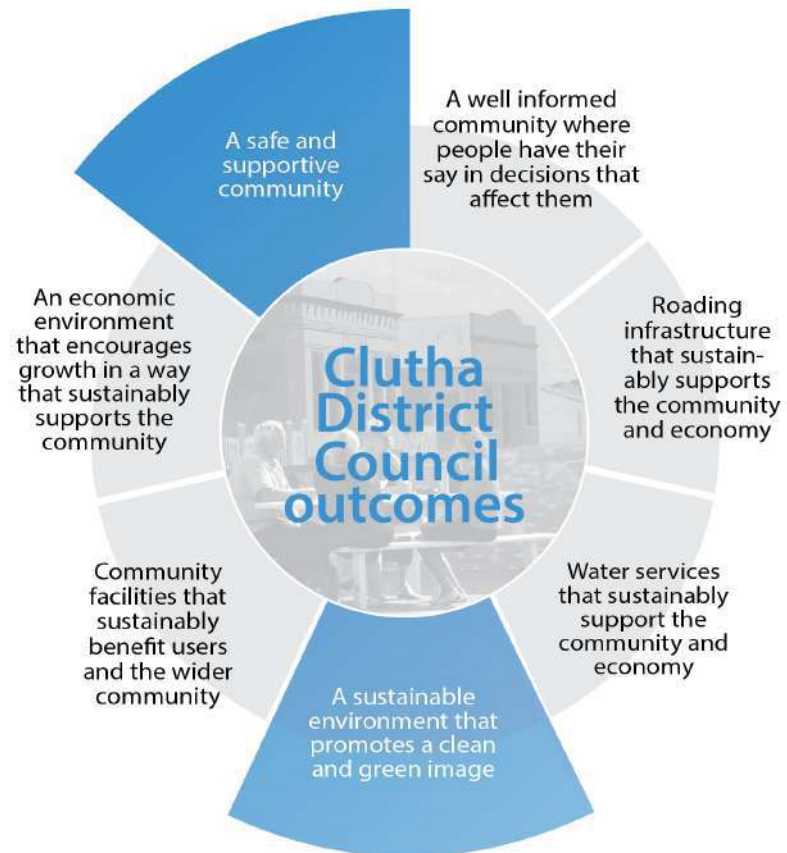 A safe and
supportive
community
A well informed
community where
people have their
say in decisions that
affect them
Roading
infrastructure
that sustain-
ably supports
the community
and economy
Water services
that sustainably
support the
community and
economy
A sustainable
environment that
promotes a clean
and green image
Community
facilities that
sustainably
benefit users
and the wider
community
An economic
environment
that encourages
growth in a way
that sustainably
supports the
community
Clutha
District
Council
outcomes